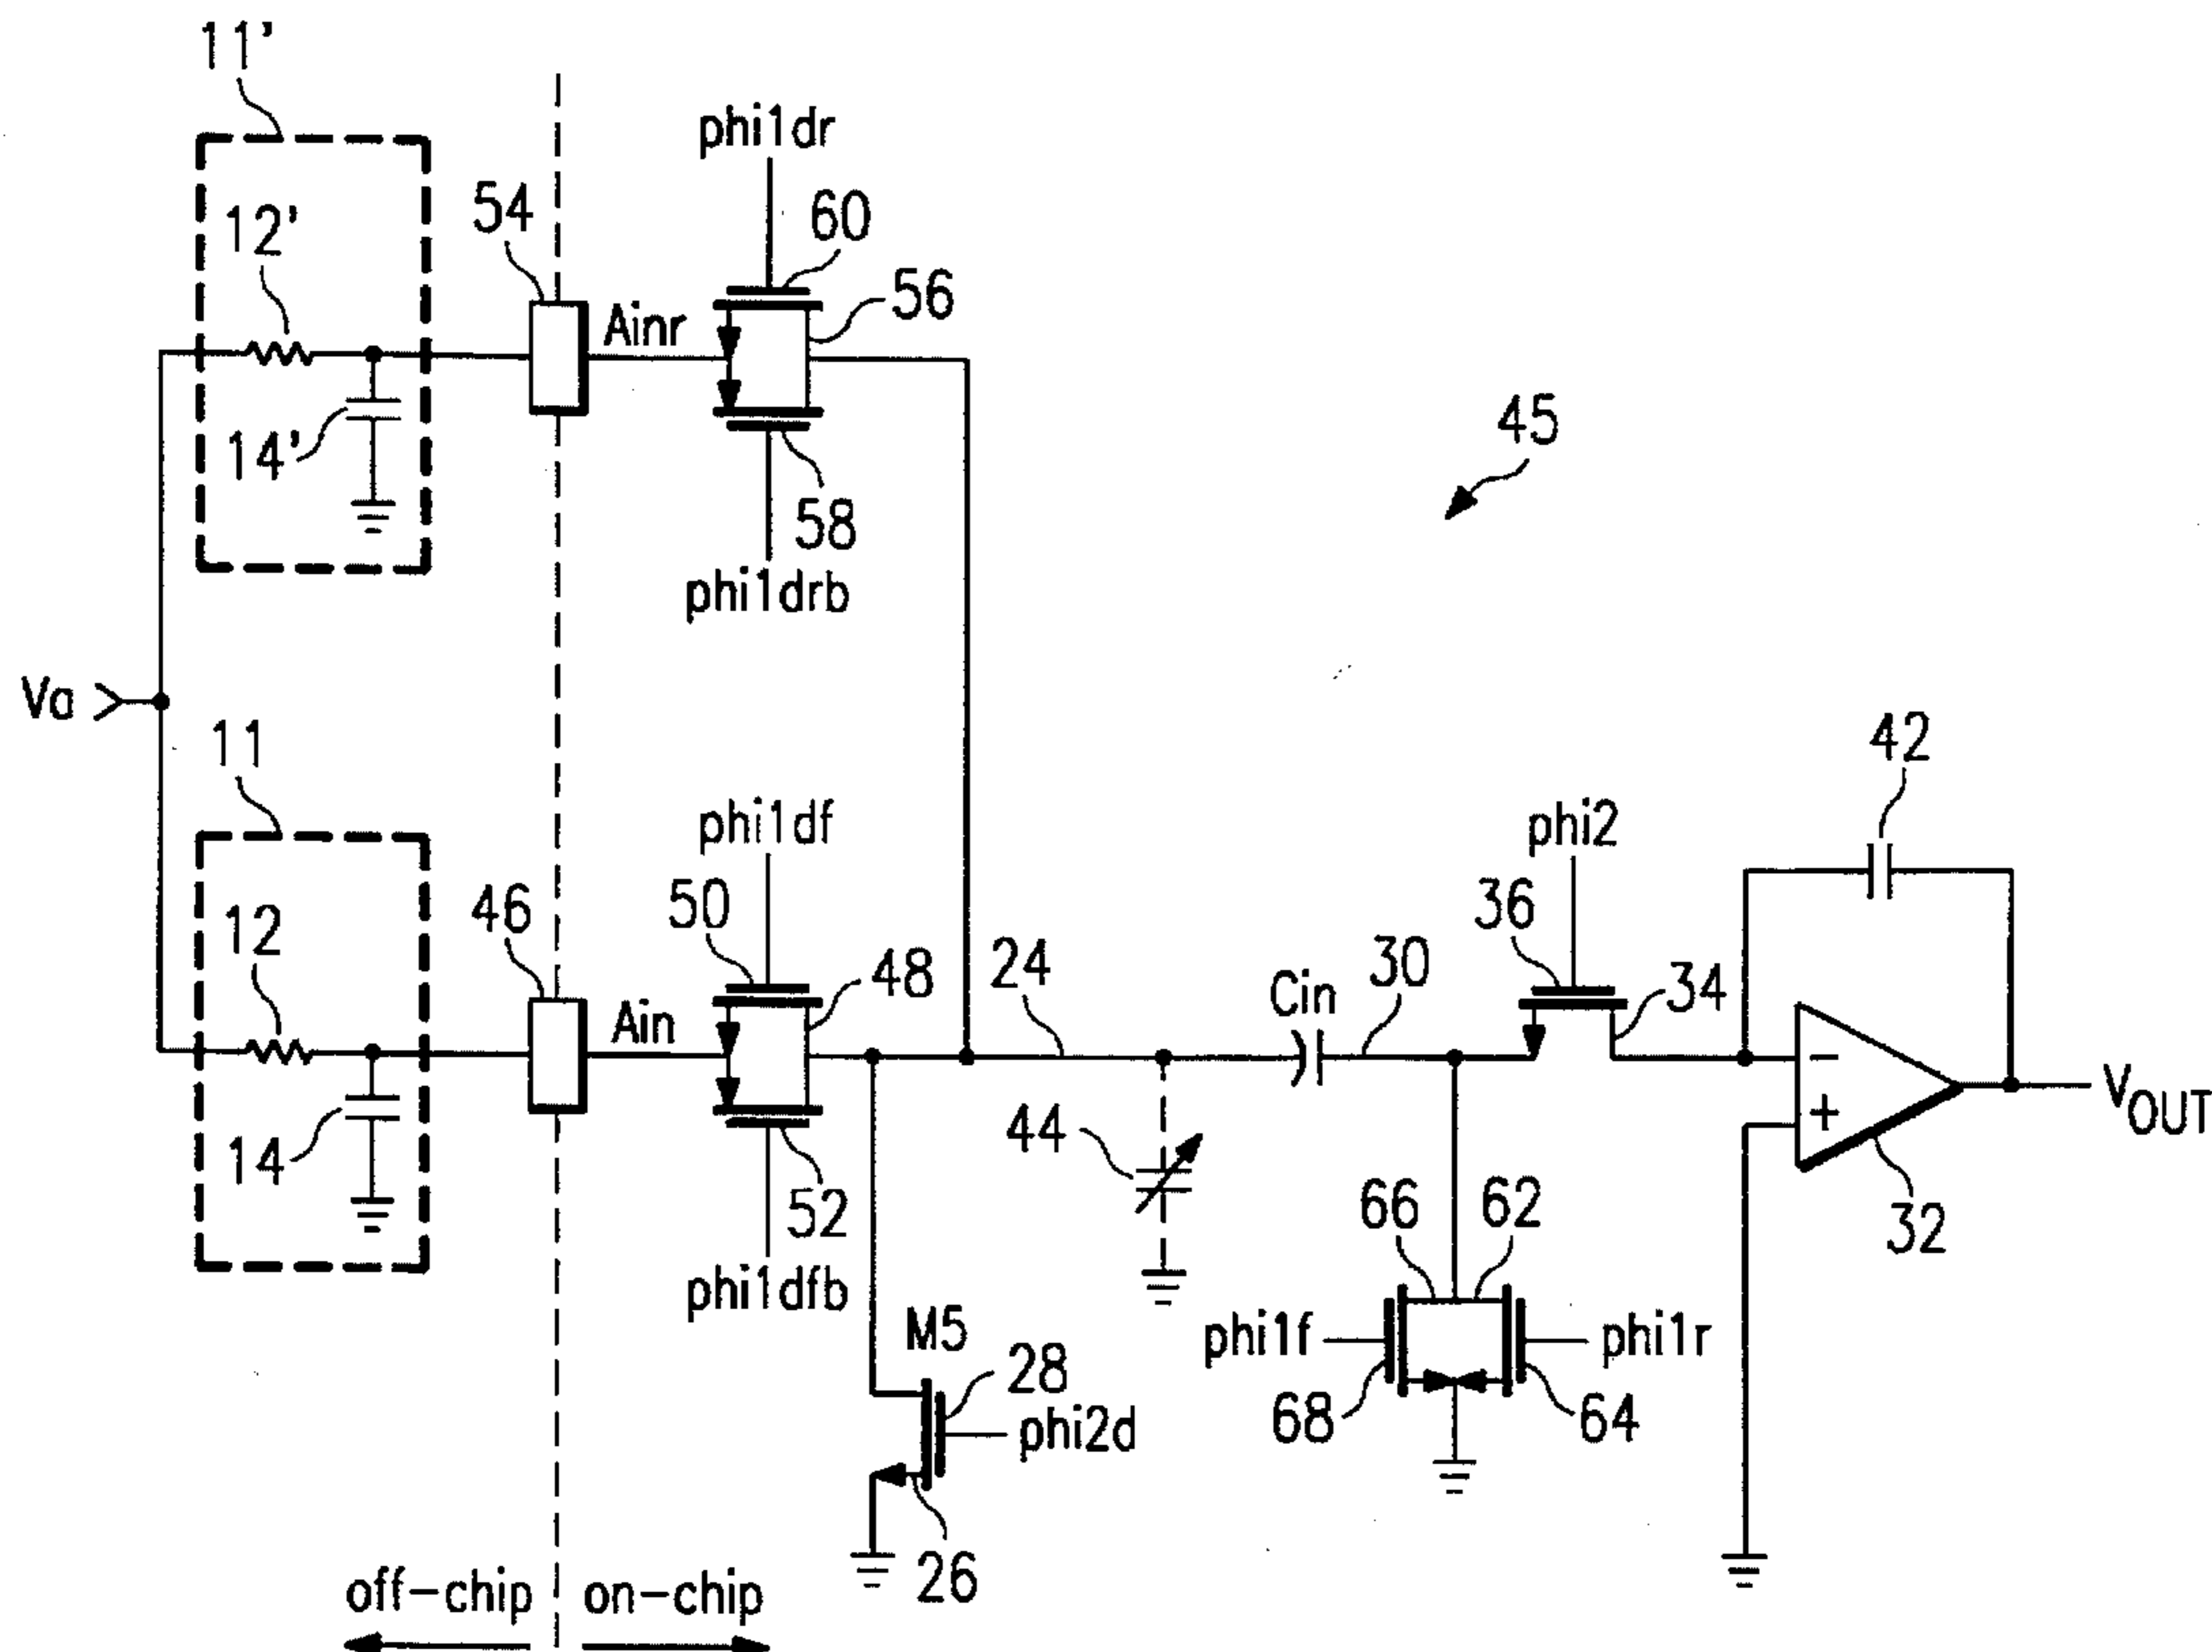 11'
phi1dr
12'
54
60
56
Ainr
14'
58
phi1drb
45
Va
11
42
phi1df
phi2
12
46
50
48
24
Cin
30
36
34
Ain
14
44
52
phi1dfb
66
62
32
VOUT
M5
28
phi2d
phi1f
phi1r
68
64
26
off-chip
on-chip